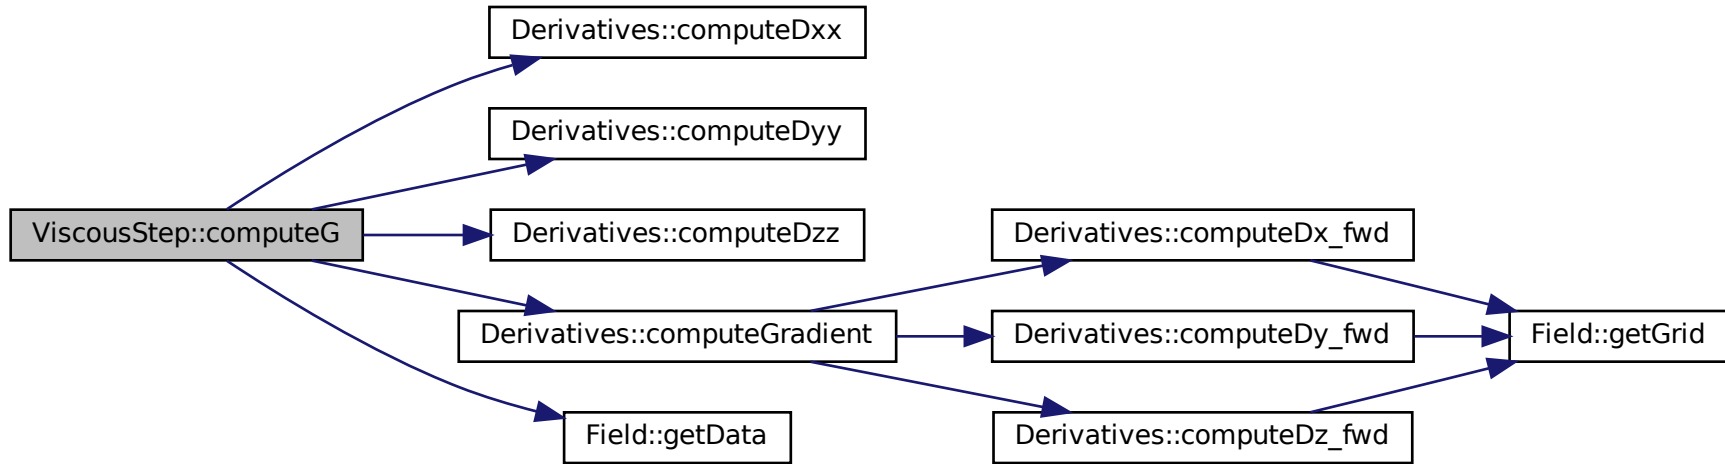 Derivatives::computeDxx
Derivatives::computeDyy
ViscousStep::computeG
Derivatives::computeDzz
Derivatives::computeDx_fwd
Derivatives::computeGradient
Derivatives::computeDy_fwd
Field::getGrid
Field::getData
Derivatives::computeDz_fwd